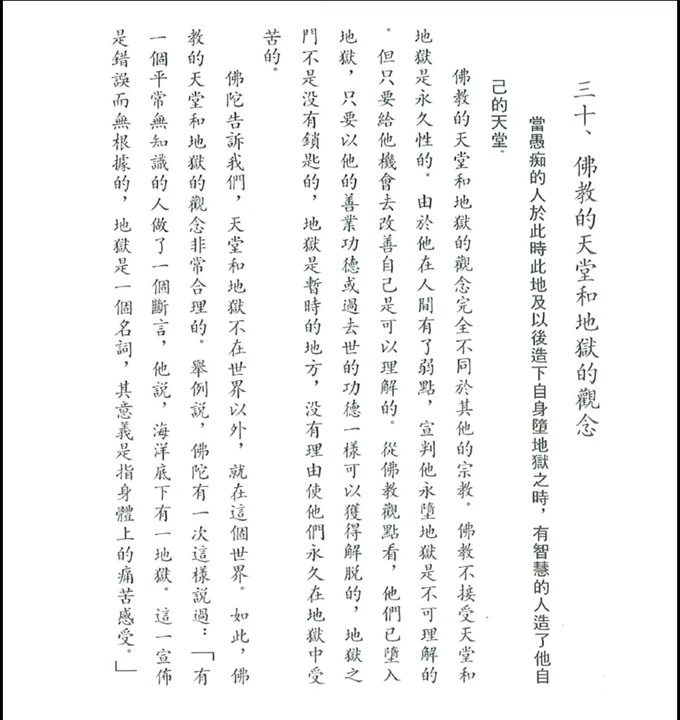 三十、佛教的天堂和地獄的觀念
當愚痴的人於此時此地及以後造下自身墮地獄之時，有智慧的人造了他自
己的天堂。
佛教的天堂和地獄的觀念完全不同於其他的宗教。佛教不接受天堂和
地獄是永久性的。由於他在人間有了弱點，宣判他永墮地獄是不可理解的
。但只要給他機會去改善自己是可以理解的。從佛教觀點看，他們已墮入
地獄，只要以他的善業功德或過去世的功德一樣可以獲得解脫的，地獄之
門不是没有鎖匙的，地獄是暫時的地方，没有理由使他們永久在地獄中受
苦的。
佛陀告訴我們，天堂和地獄不在世界以外，就在這個世界。如此，佛
教的天堂和地獄的觀念非常合理的。舉例說，佛陀有一次這樣說過：「有
一個平常無知識的人做了一個斷言，他說，海洋底下有一地獄。這一宣佈
是錯誤而無根據的，地獄是一個名詞，其意義是指身體上的痛苦感受。」